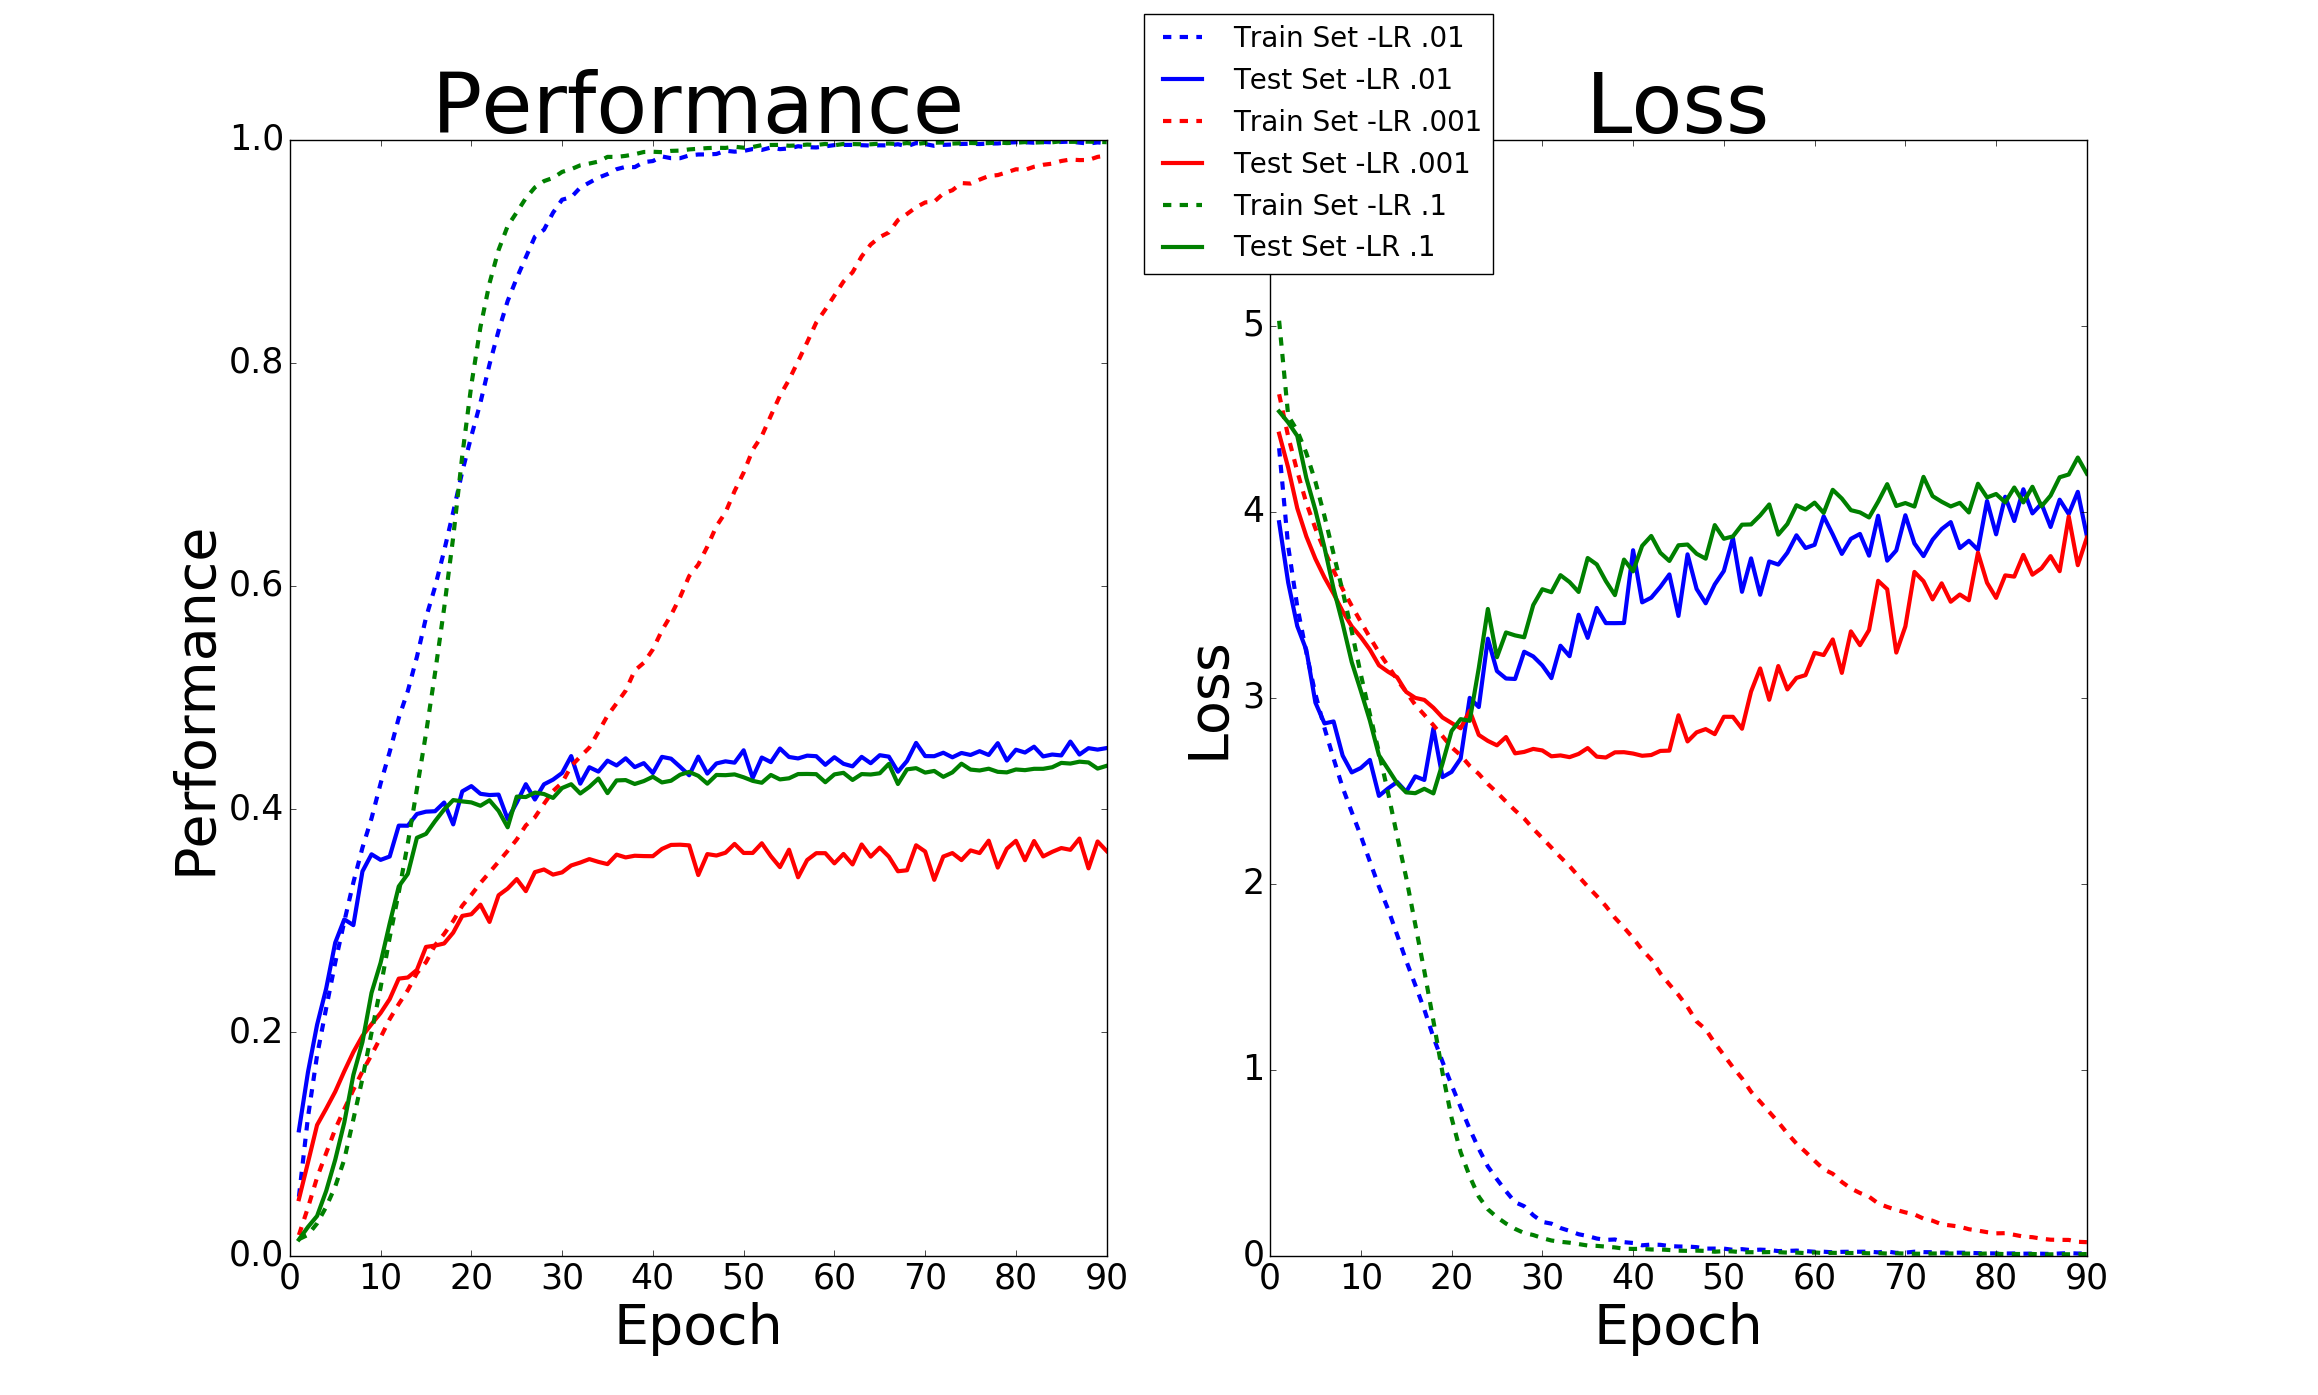 Performance
Loss
Train Set -LR .01
Test Set -LR .01
Train Set -LR .001
Test Set -LR .001
Train Set -LR .1
Test Set -LR .1
Performance
1.0
0.8
0.6
0.4
0.2
0.0
0 10 20 30 40 50 60 70 80 90
Epoch
Loss
5
4
3
2
1
0
0 10 20 30 40 50 60 70 80 90
Epoch